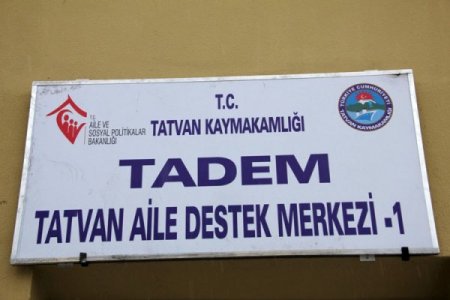 T.C.
AİLE VE
SOSYAL POLİTİKALAR
BAKANLIĞI
T.C.
TATVAN KAYMAKAMLIĞI
TÜRKİYE CUMHURİYETİ
TATVAN KAYMAKAMLIĞI
TADEM
TATVAN AİLE DESTEK MERKEZİ -1